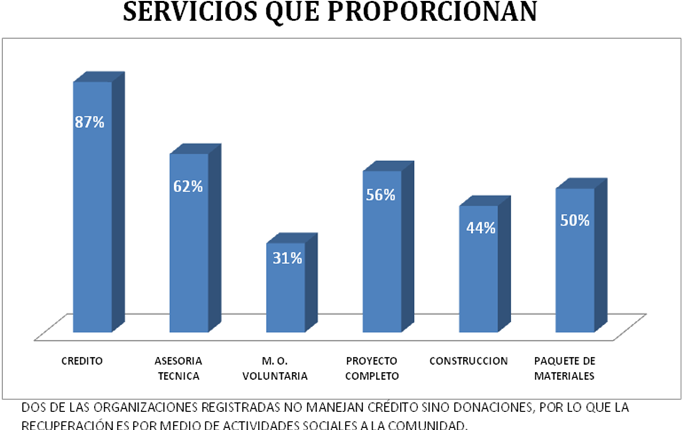 SERVICIOS QUE PROPORCIONAN
87%
62%
31%
56%
44%
50%
CREDITO
ASESORIA
TECNICA
M. O.
VOLUNTARIA
PROYECTO
COMPLETO
CONSTRUCCION
PAQUETE DE
MATERIALES
DOS DE LAS ORGANIZACIONES REGISTRADAS NO MANEJAN CRÉDITO SINO DONACIONES, POR LO QUE LA
RECUPERACIÓN ES POR MEDIO DE ACTIVIDADES SOCIALES A LA COMUNIDAD.